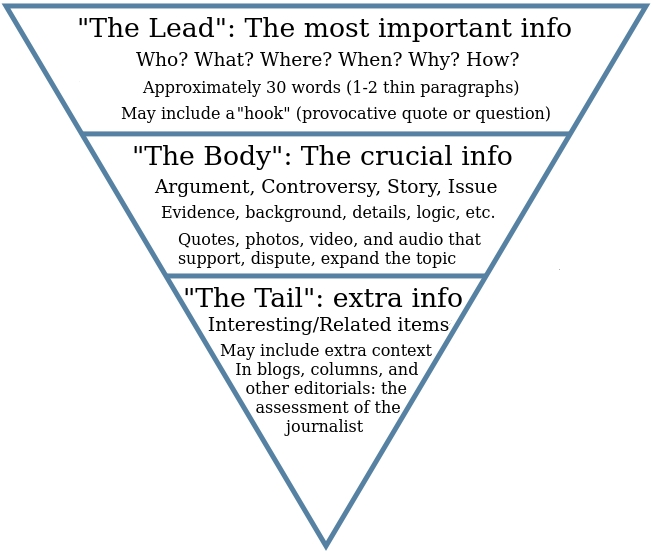 "The Lead": The most important info
Who? What? Where? When? Why? How?
Approximately 30 words (1-2 thin paragraphs)
May include a"hook" (provocative quote or question)
"The Body": The crucial info
Argument, Controversy, Story, Issue
Evidence, background, details, logic, etc.
Quotes, photos, video, and audio that
support, dispute, expand the topic
"The Tail": extra info
Interesting/Related items
May include extra context
In blogs, columns, and
other editorials: the
assessment of the
journalist